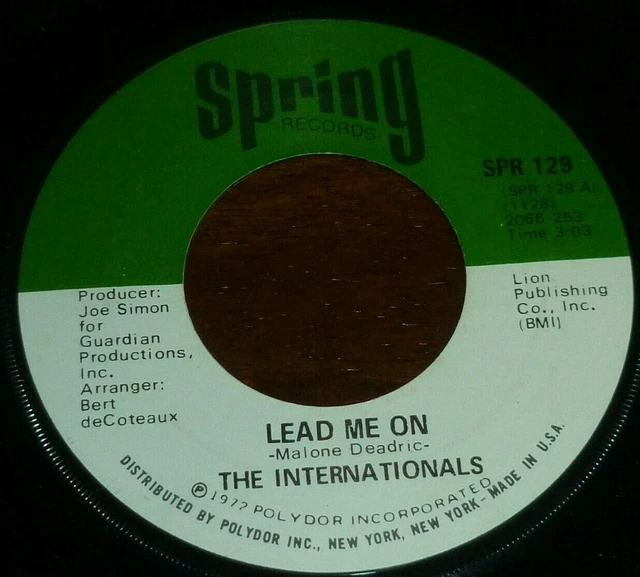 Spring
RECORDS
SPR 129
(SPR 129 A)
(1128)
2066 253
Time 3:03
Producer:
Joe Simon
for
Guardian
Productions,
Inc.
Arranger:
Bert
deCoteaux
Lion
Publishing
Co., Inc.
(BMI)
LEAD ME ON
-Malone Deadric-
THE INTERNATIONALS
Ⓟ 1972 POLYDOR INCORPORATED
DISTRIBUTED BY POLYDOR INC., NEW YORK, NEW YORK- MADE IN U.S.A.